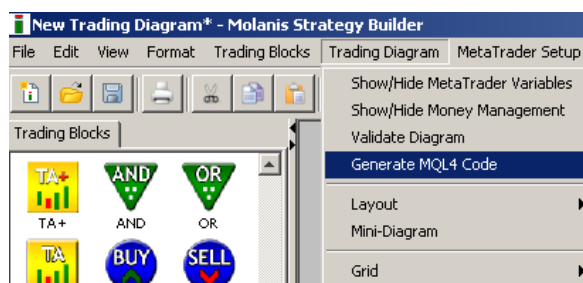 New Trading Diagram* - Molanis Strategy Builder
File Edit View Format Trading Blocks Trading Diagram MetaTrader Setup
Show/Hide MetaTrader Variables
Show/Hide Money Management
Validate Diagram
Generate MQL4 Code
Layout
Mini-Diagram
Grid
Trading Blocks
TA+ AND OR
TA+ AND OR
TA BUY SELL